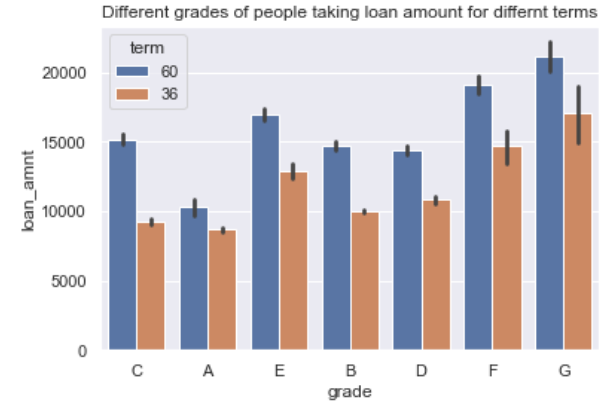 Different grades of people taking loan amount for differnt terms
term
60
36
20000
15000
10000
5000
0
loan_amnt
C A E B D F G
grade